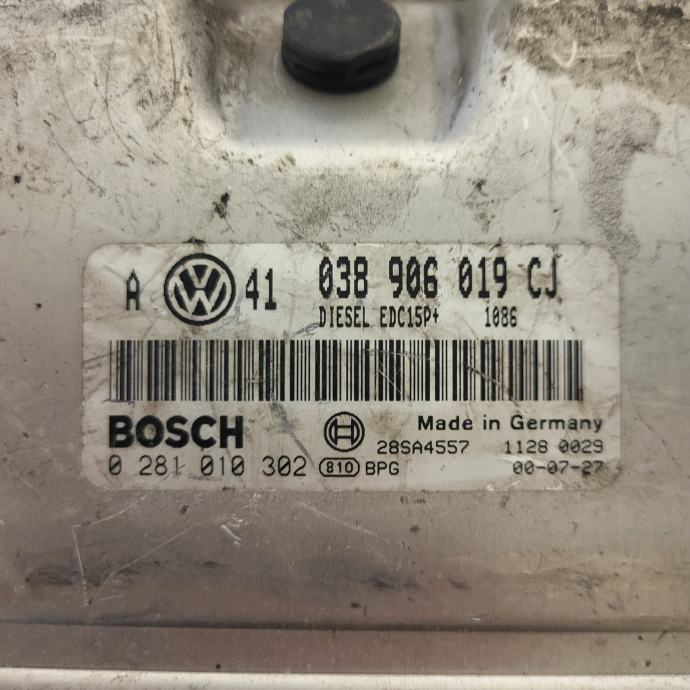 A VW 41 038 906 019 CJ
DIESEL EDC15P+ 1086
BOSCH Made in Germany
28SA4557 1128 0029
0 281 010 302 810 BPG 00-07-27